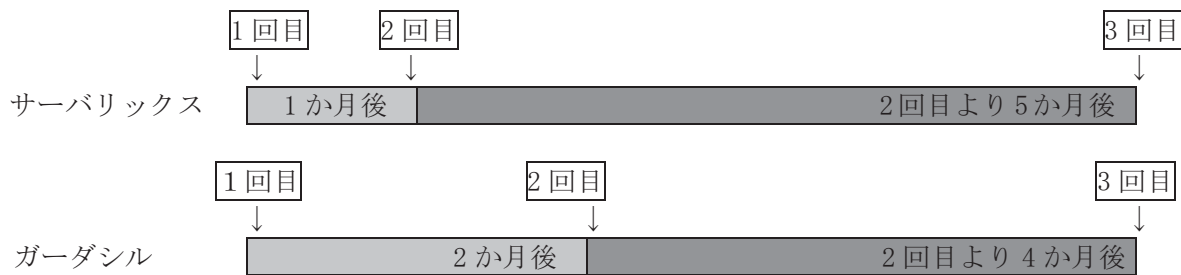 1回目 2回目 3回目
↓ ↓ ↓
サーバリックス 1か月後 2回目より5か月後
1回目 2回目 3回目
↓ ↓ ↓
ガーダシル 2か月後 2回目より4か月後